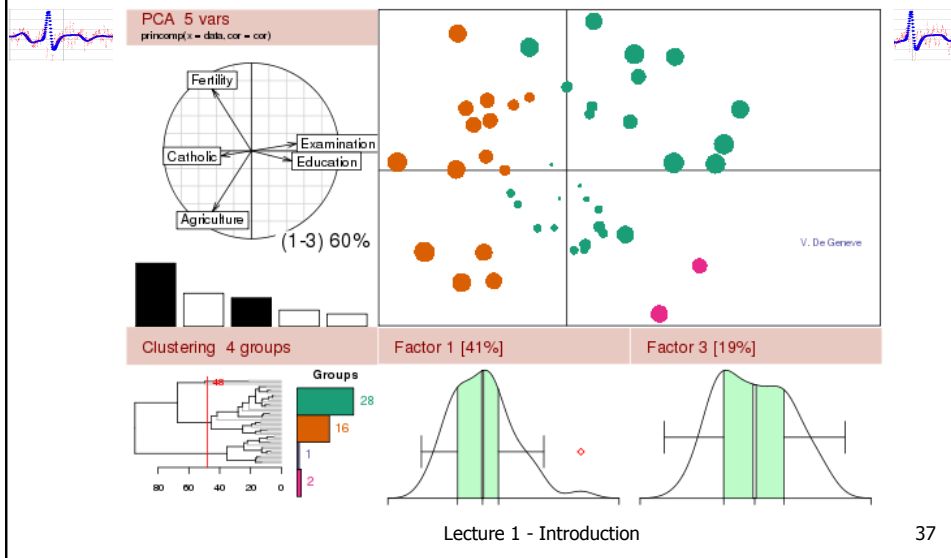 PCA 5 vars
princomp(x = data, cor = cor)
Fertility
Examination
Catholic
Education
Agriculture
(1-3) 60%
V. De Geneve
Clustering 4 groups
Factor 1 [41%]
Factor 3 [19%]
Groups
48
28
16
1
2
80 60 40 20 0
Lecture 1 - Introduction
37